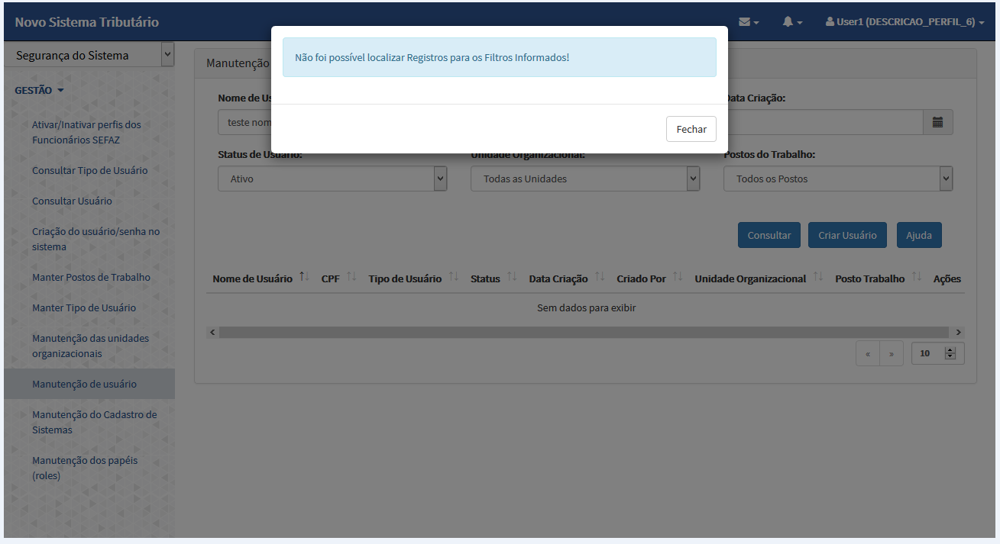 Novo Sistema Tributário
User1 (DESCRICAO_PERFIL_6)
Segurança do Sistema
GESTÃO
Ativar/Inativar perfis dos
Funcionários SEFAZ
Consultar Tipo de Usuário
Consultar Usuário
Criação do usuário/senha no
sistema
Manter Postos de Trabalho
Manter Tipo de Usuário
Manutenção das unidades
organizacionais
Manutenção de usuário
Manutenção do Cadastro de
Sistemas
Manutenção dos papéis
(roles)
Não foi possível localizar Registros para os Filtros Informados!
Fechar
Manutenção
Nome de Us
Data Criação:
teste nom
Status de Usuário:
Unidade Organizacional:
Postos do Trabalho:
Ativo
Todas as Unidades
Todos os Postos
Consultar
Criar Usuário
Ajuda
Nome de Usuário
CPF
Tipo de Usuário
Status
Data Criação
Criado Por
Unidade Organizacional
Posto Trabalho
Ações
Sem dados para exibir
«
»
10